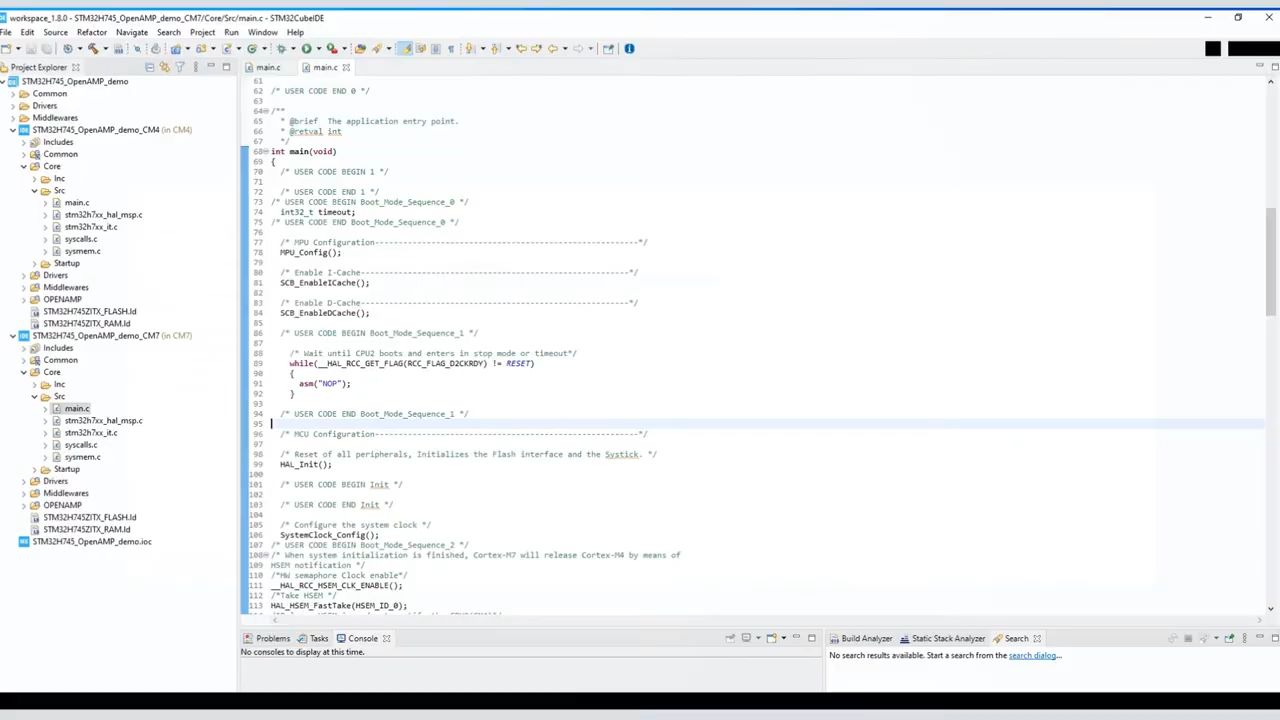 workspace_1.8.0 - STM32H745_OpenAMP_demo_CM7/Core/Src/main.c - STM32CubeIDE
File Edit Source Refactor Navigate Search Project Run Window Help
Project Explorer
STM32H745_OpenAMP_demo
Common
Drivers
Middlewares
STM32H745_OpenAMP_demo_CM4 (in CM4)
Includes
Common
Core
Inc
Src
main.c
stm32h7xx_hal_msp.c
stm32h7xx_it.c
syscalls.c
sysmem.c
Startup
Drivers
Middlewares
OPENAMP
STM32H745ZITX_FLASH.ld
STM32H745ZITX_RAM.ld
STM32H745_OpenAMP_demo_CM7 (in CM7)
Includes
Common
Core
Inc
Src
main.c
stm32h7xx_hal_msp.c
stm32h7xx_it.c
syscalls.c
sysmem.c
Startup
Drivers
Middlewares
OPENAMP
STM32H745ZITX_FLASH.ld
STM32H745ZITX_RAM.ld
STM32H745_OpenAMP_demo.ioc
main.c main.c
61
62 /* USER CODE END 0 */
63
64 /**
65 * @brief The application entry point.
66 * @retval int
67 */
68 int main(void)
69 {
70 /* USER CODE BEGIN 1 */
71
72 /* USER CODE END 1 */
73 /* USER CODE BEGIN Boot_Mode_Sequence_0 */
74 int32_t timeout;
75 /* USER CODE END Boot_Mode_Sequence_0 */
76
77 /* MPU Configuration--------------------------------------------------------*/
78 MPU_Config();
79
80 /* Enable I-Cache---------------------------------------------------------*/
81 SCB_EnableICache();
82
83 /* Enable D-Cache---------------------------------------------------------*/
84 SCB_EnableDCache();
85
86 /* USER CODE BEGIN Boot_Mode_Sequence_1 */
87
88 /* Wait until CPU2 boots and enters in stop mode or timeout*/
89 while(__HAL_RCC_GET_FLAG(RCC_FLAG_D2CKRDY) != RESET)
90 {
91 asm("NOP");
92 }
93
94 /* USER CODE END Boot_Mode_Sequence_1 */
95
96 /* MCU Configuration--------------------------------------------------------*/
97
98 /* Reset of all peripherals, Initializes the Flash interface and the Systick. */
99 HAL_Init();
100
101 /* USER CODE BEGIN Init */
102
103 /* USER CODE END Init */
104
105 /* Configure the system clock */
106 SystemClock_Config();
107 /* USER CODE BEGIN Boot_Mode_Sequence_2 */
108 /* When system initialization is finished, Cortex-M7 will release Cortex-M4 by means of
109 HSEM notification */
110 /*HW semaphore Clock enable*/
111 __HAL_RCC_HSEM_CLK_ENABLE();
112 /*Take HSEM */
113 HAL_HSEM_FastTake(HSEM_ID_0);
Problems Tasks Console
No consoles to display at this time.
Build Analyzer Static Stack Analyzer Search
No search results available. Start a search from the search dialog...